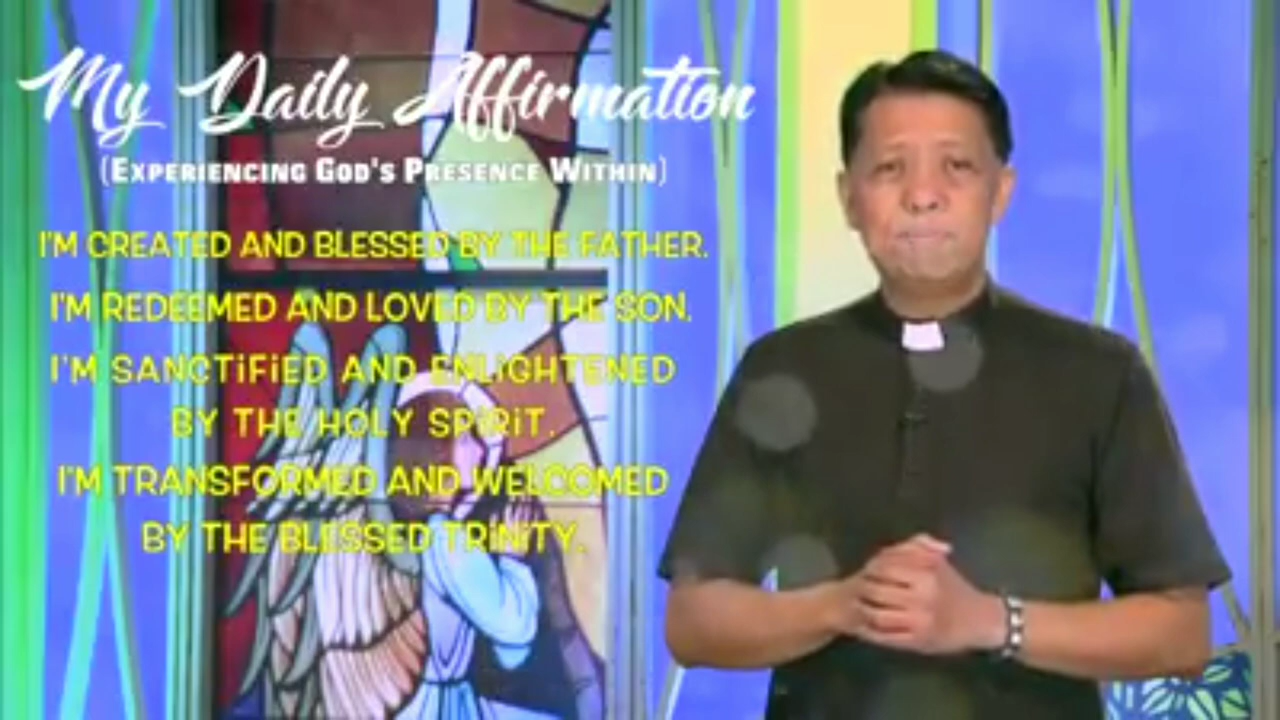 My Daily Affirmation
(Experiencing God's Presence Within)
I'M CREATED AND BLESSED BY THE FATHER.
I'M REDEEMED AND LOVED BY THE SON.
I'M SANCTiFiED AND ENLiGHTENED
BY THE HOLY SPiRiT.
I'M TRANSFORMED AND WELCOMED
BY THE BLESSED TRiNiTY.